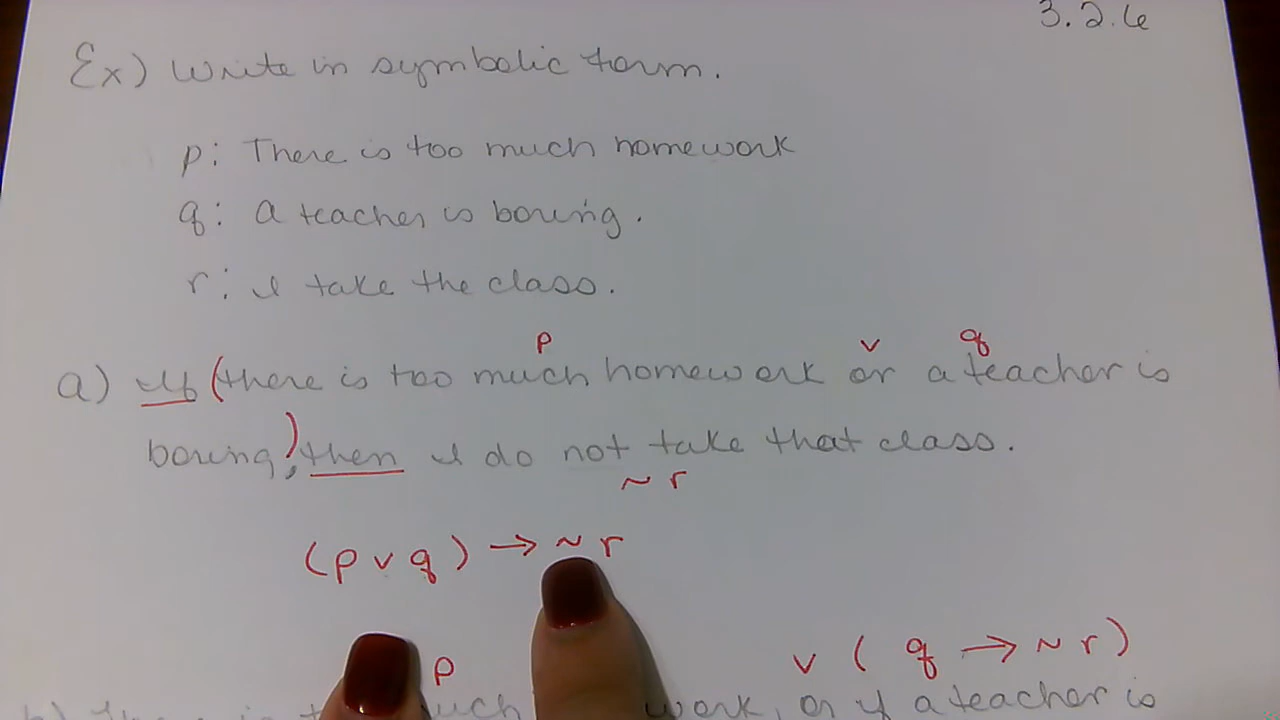 3.2.6
Ex) Write in symbolic form.
p: There is too much homework
q: A teacher is boring.
r: I take the class.
p v q
a) If (there is too much homework or a teacher is
boring), then I do not take that class.
~ r
(p v q) → ~ r
p v ( q → ~ r )
or if a teacher is